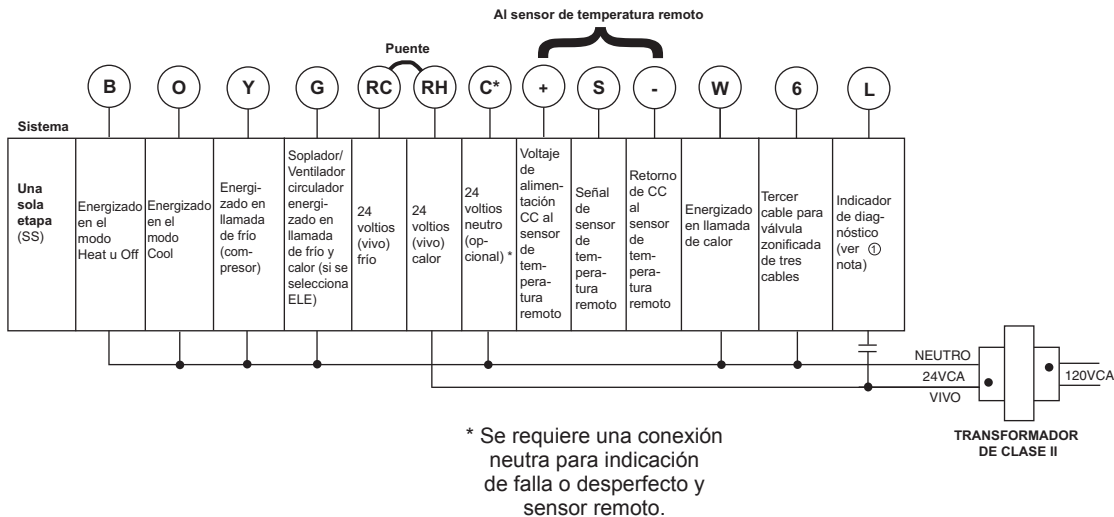 Al sensor de temperatura remoto
Puente
B
O
Y
G
RC
RH
C*
+
S
-
W
6
L
Sistema
Una
sola
etapa
(SS)
Energizado
en el
modo
Heat u Off
Energizado
en el
modo
Cool
Energi-
zado en
llamada
de frío
(com-
presor)
Soplador/
Ventilador
circulador
energi-
zado en
llamada
de frío y
calor (si se
selecciona
ELE)
24
voltios
(vivo)
frío
24
voltios
(vivo)
calor
24
voltios
neutro
(op-
cional) *
Voltaje
de
alimen-
tación
CC al
sensor
de
tem-
pera-
tura
remoto
Señal
de
sensor
de
tem-
pera-
tura
remoto
Retorno
de CC
al
sensor
de
tem-
pera-
tura
remoto
Energizado
en llamada
de calor
Tercer
cable para
válvula
zonificada
de tres
cables
Indicador
de diag-
nóstico
(ver ①
nota)
NEUTRO
24VCA
VIVO
120VCA
TRANSFORMADOR
DE CLASE II
* Se requiere una conexión
neutra para indicación
de falla o desperfecto y
sensor remoto.